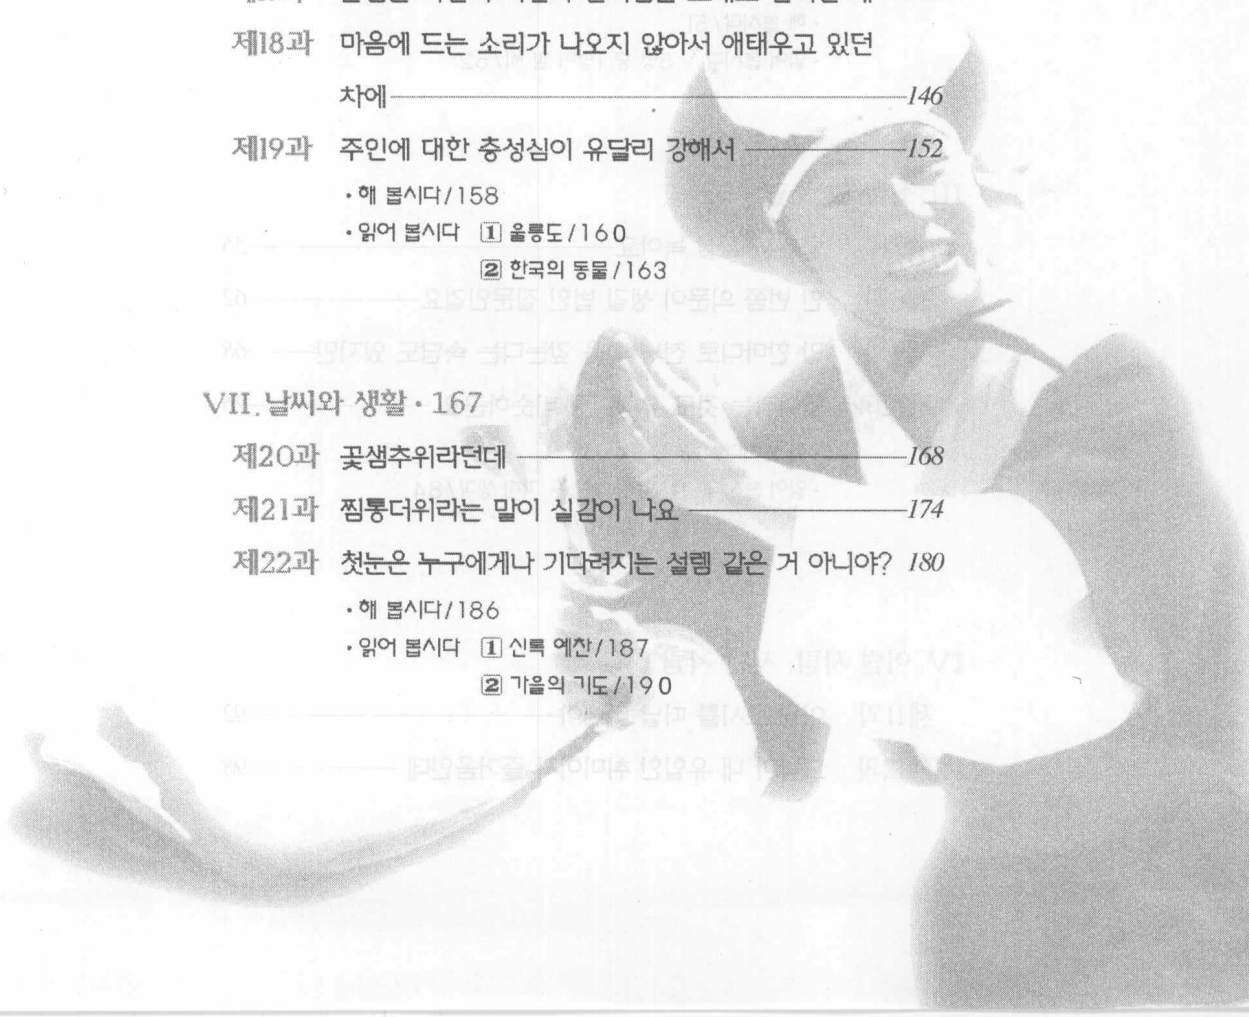 제18과 마음에 드는 소리가 나오지 않아서 애태우고 있던
차에 146
제19과 주인에 대한 충성심이 유달리 강해서 152
· 해 봅시다/158
· 읽어 봅시다 1 울릉도/160
2 한국의 동물/163
VII.날씨와 생활 · 167
제20과 꽃샘추위라던데 168
제21과 찜통더위라는 말이 실감이 나요 174
제22과 첫눈은 누구에게나 기다려지는 설렘 같은 거 아니야? 180
· 해 봅시다/186
· 읽어 봅시다 1 신록 예찬/187
2 가을의 기도/190